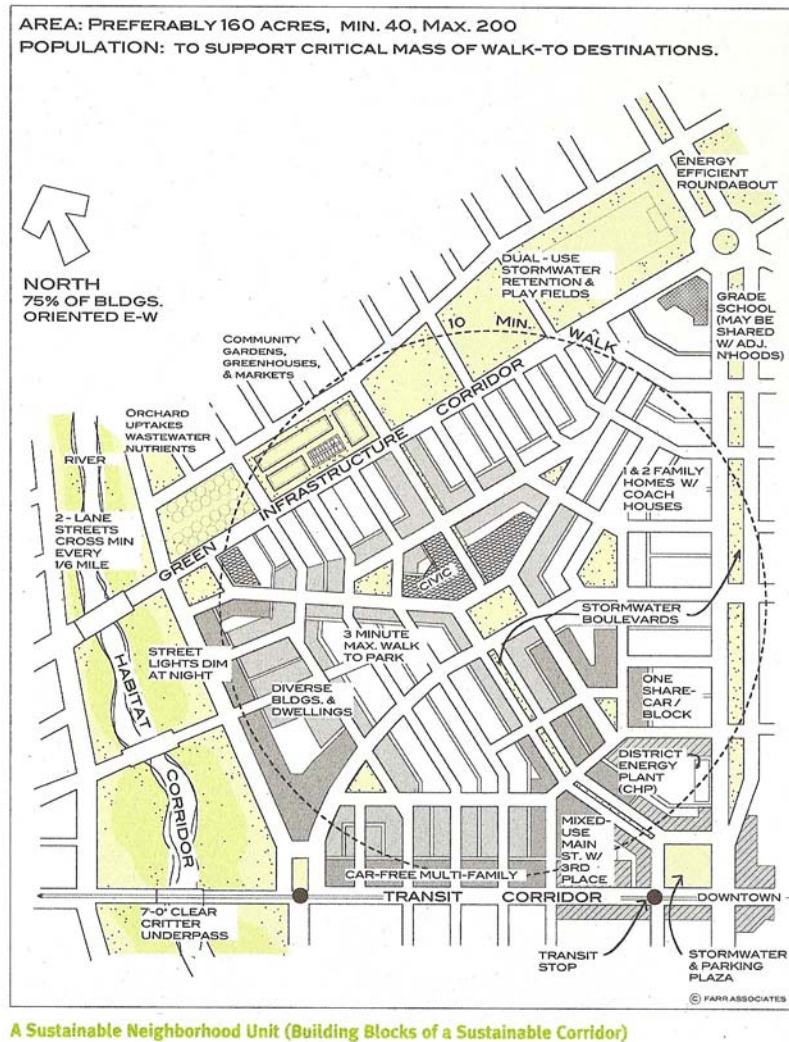 AREA: PREFERABLY 160 ACRES, MIN. 40, MAX. 200
POPULATION: TO SUPPORT CRITICAL MASS OF WALK-TO DESTINATIONS.
ENERGY
EFFICIENT
ROUNDABOUT
NORTH
75% OF BLDGS.
ORIENTED E-W
DUAL-USE
STORMWATER
RETENTION &
PLAY FIELDS
GRADE
SCHOOL
(MAY BE
SHARED
W/ ADJ.
N'HOODS)
10 MIN. WALK
COMMUNITY
GARDENS,
GREENHOUSES,
& MARKETS
ORCHARD
UPTAKES
WASTEWATER
NUTRIENTS
RIVER
2-LANE
STREETS
CROSS MIN
EVERY
1/6 MILE
GREEN INFRASTRUCTURE CORRIDOR
1 & 2 FAMILY
HOMES W/
COACH
HOUSES
CIVIC
STORMWATER
BOULEVARDS
3 MINUTE
MAX. WALK
TO PARK
STREET
LIGHTS DIM
AT NIGHT
HABITAT CORRIDOR
DIVERSE
BLDGS. &
DWELLINGS
ONE
SHARE-
CAR/
BLOCK
DISTRICT
ENERGY
PLANT
(CHP)
MIXED-
USE
MAIN
ST. W/
3RD
PLACE
CAR-FREE MULTI-FAMILY
TRANSIT CORRIDOR
DOWNTOWN
7'-0" CLEAR
CRITTER
UNDERPASS
TRANSIT
STOP
STORMWATER
& PARKING
PLAZA
© FARR ASSOCIATES
A Sustainable Neighborhood Unit (Building Blocks of a Sustainable Corridor)